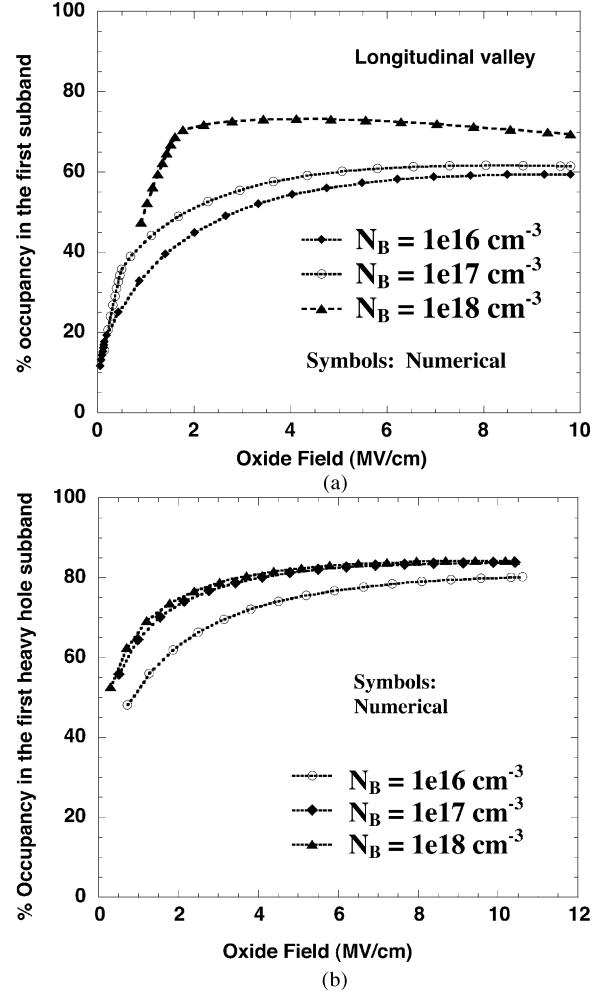 100
80
60
40
20
0
% occupancy in the first subband
Longitudinal valley
N_B = 1e16 cm^-3
N_B = 1e17 cm^-3
N_B = 1e18 cm^-3
Symbols: Numerical
0 2 4 6 8 10
Oxide Field (MV/cm)
(a)
100
80
60
40
20
0
% Occupancy in the first heavy hole subband
Symbols:
Numerical
N_B = 1e16 cm^-3
N_B = 1e17 cm^-3
N_B = 1e18 cm^-3
0 2 4 6 8 10 12
Oxide Field (MV/cm)
(b)